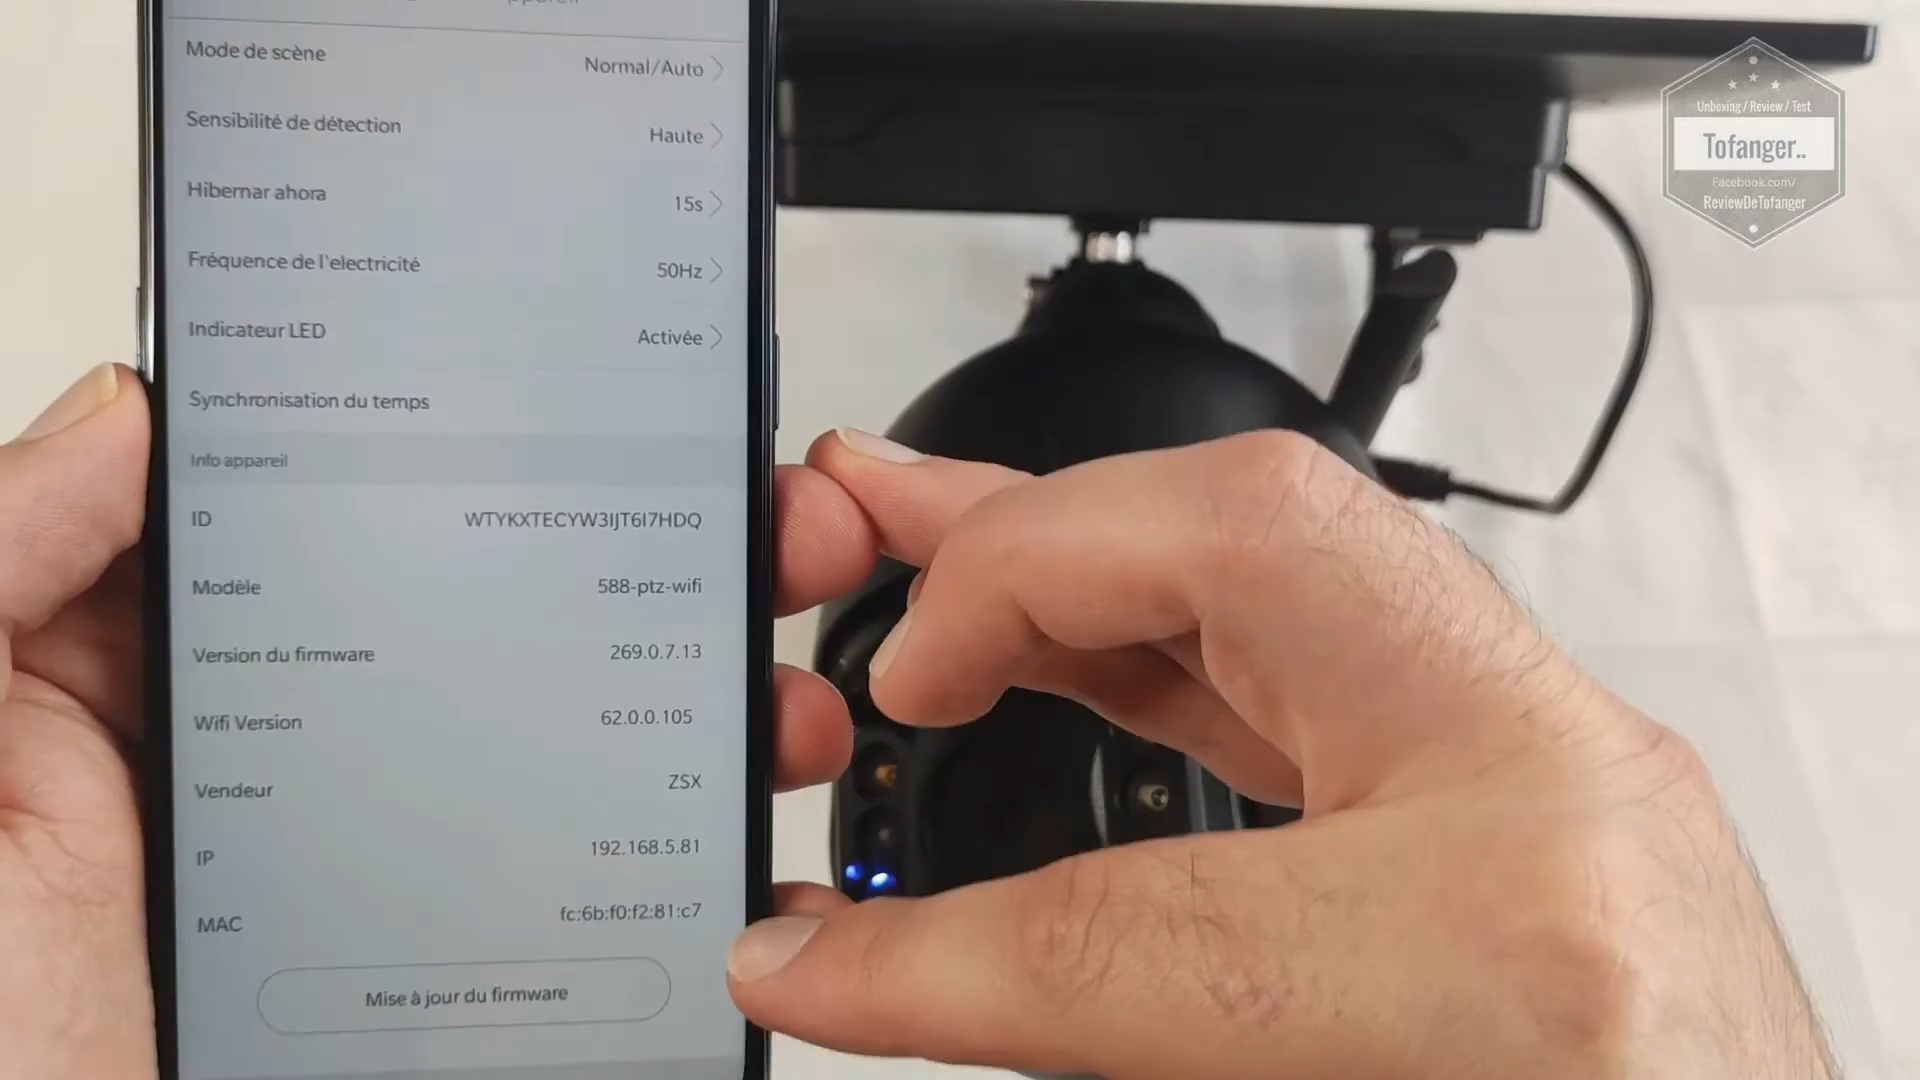 Mode de scène
Normal/Auto
Sensibilité de détection
Haute
Hibernar ahora
15s
Fréquence de l'electricité
50Hz
Indicateur LED
Activée
Synchronisation du temps
Info appareil
ID
WTYKXTECYW3IJT6I7HDQ
Modèle
588-ptz-wifi
Version du firmware
269.0.7.13
Wifi Version
62.0.0.105
Vendeur
ZSX
IP
192.168.5.81
MAC
fc:6b:f0:f2:81:c7
Mise à jour du firmware
Unboxing / Review / Test
Tofanger..
Facebook.com/
ReviewDeTofanger